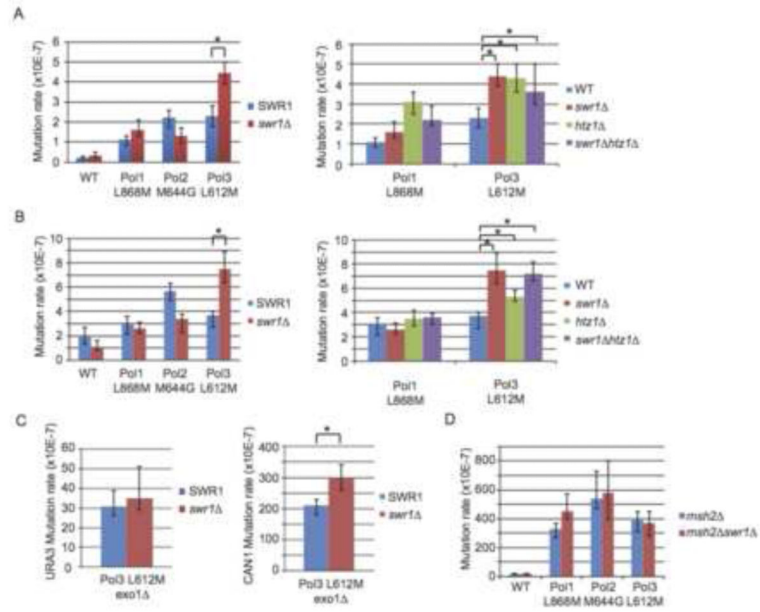 A
Mutation rate (x10E-7)
6
5
4
3
2
1
0
*
SWR1
swr1Δ
WT Pol1 Pol2 Pol3
L868M M644G L612M
Mutation rate (x10E-7)
6
5
4
3
2
1
0
*
*
*
WT
swr1Δ
htz1Δ
swr1Δhtz1Δ
Pol1 Pol3
L868M L612M
B
Mutation rate (x10E-7)
10
8
6
4
2
0
*
SWR1
swr1Δ
WT Pol1 Pol2 Pol3
L868M M644G L612M
Mutation rate (x10E-7)
10
8
6
4
2
0
*
*
*
WT
swr1Δ
htz1Δ
swr1Δhtz1Δ
Pol1 Pol3
L868M L612M
C
URA3 Mutation rate (x10E-7)
60
50
40
30
20
10
0
SWR1
swr1Δ
Pol3 L612M
exo1Δ
CAN1 Mutation rate (x10E-7)
400
300
200
100
0
*
SWR1
swr1Δ
Pol3 L612M
exo1Δ
D
Mutation rate (x10E-7)
800
600
400
200
0
msh2Δ
msh2Δswr1Δ
WT Pol1 Pol2 Pol3
L868M M644G L612M